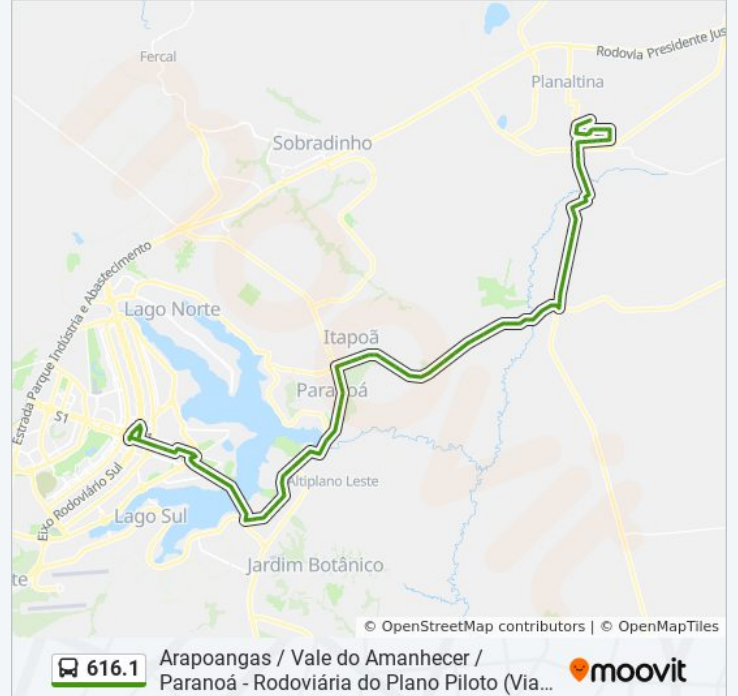 Fercal
Rodovia Presidente Jus
Planaltina
Sobradinho
Estrada Parque Indústria e Abastecimento
Lago Norte
Itapoã
Paranoá
S1
Altiplano Leste
Eixo Rodoviário Sul
Lago Sul
Jardim Botânico
te
© OpenStreetMap contributors | © OpenMapTiles
616.1
Arapoangas / Vale do Amanhecer /
Paranoá - Rodoviária do Plano Piloto (Via...
moovit